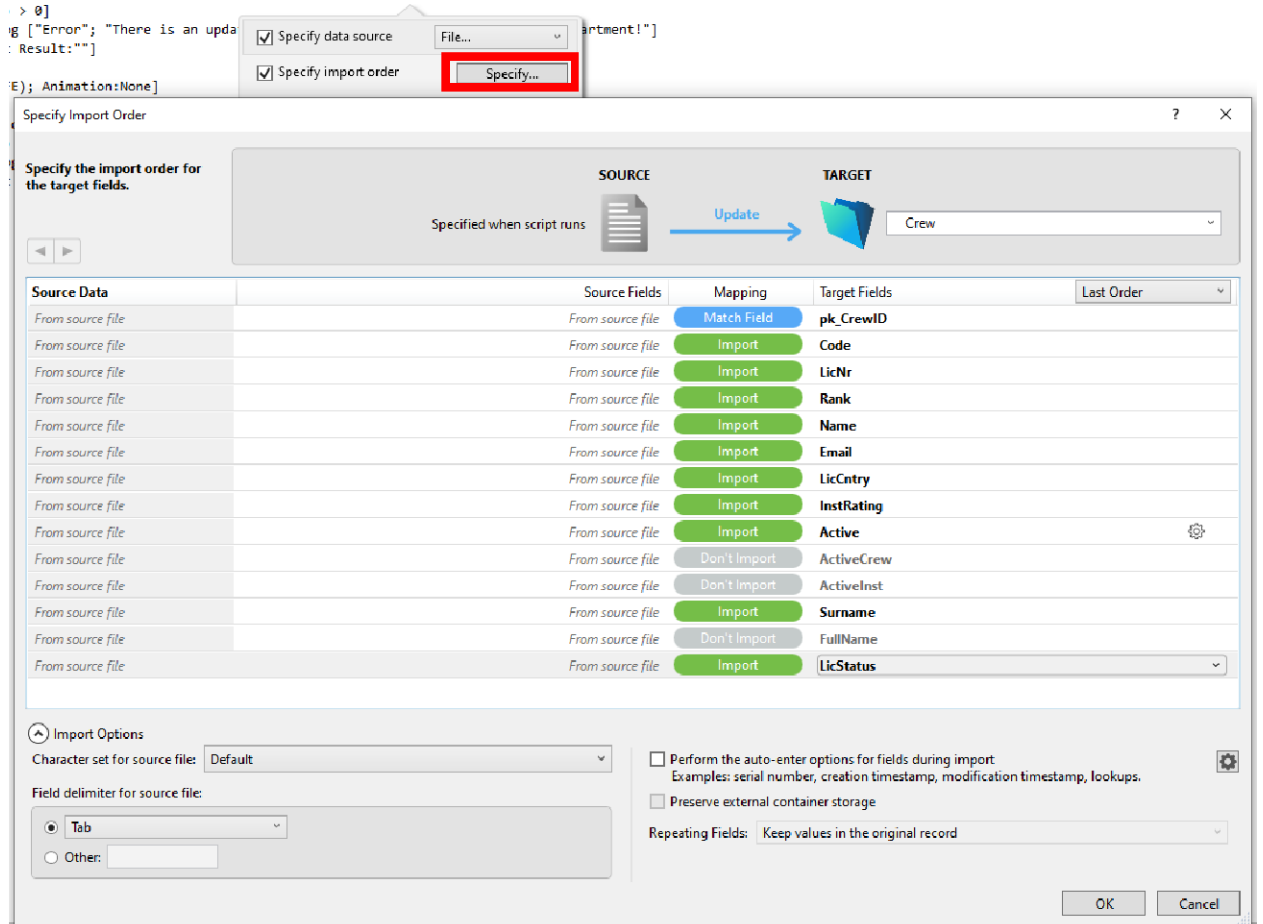 > 0]
["Error"; "There is an upda
Specify data source
File...
artment!"]
Result:""]
Specify import order
Specify...
E); Animation:None]
Specify Import Order
?
Specify the import order for
the target fields.
SOURCE
TARGET
Specified when script runs
Update
Crew
Source Data
Source Fields
Mapping
Target Fields
Last Order
From source file
From source file
Match Field
pk_CrewID
From source file
From source file
Import
Code
From source file
From source file
Import
LicNr
From source file
From source file
Import
Rank
From source file
From source file
Import
Name
From source file
From source file
Import
Email
From source file
From source file
Import
LicCntry
From source file
From source file
Import
InstRating
From source file
From source file
Import
Active
From source file
From source file
Don't Import
ActiveCrew
From source file
From source file
Don't Import
ActiveInst
From source file
From source file
Import
Surname
From source file
From source file
Don't Import
FullName
From source file
From source file
Import
LicStatus
Import Options
Character set for source file:
Default
Perform the auto-enter options for fields during import
Examples: serial number, creation timestamp, modification timestamp, lookups.
Field delimiter for source file:
Preserve external container storage
Tab
Repeating Fields:
Keep values in the original record
Other:
OK
Cancel